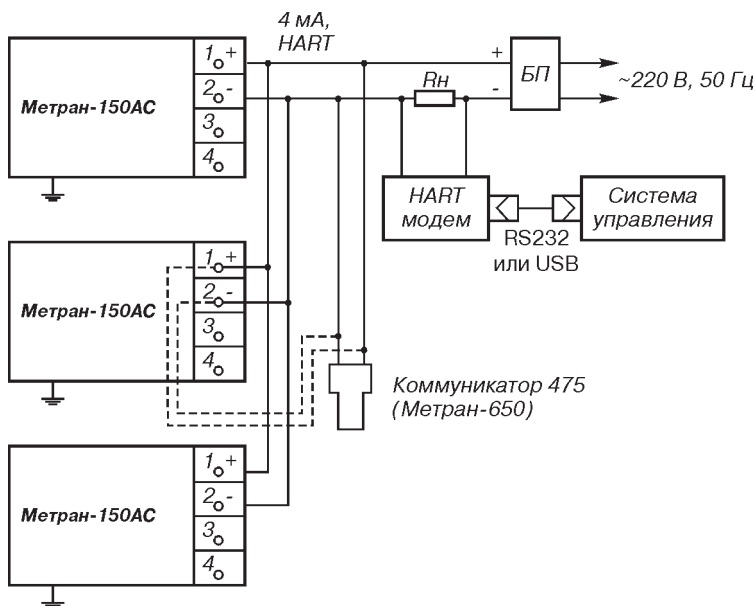 4 мА,
HART
Метран-150АС
1 +
2 -
3
4
+
-
Rн
БП
~220 В, 50 Гц
HART
модем
RS232
или USB
Система
управления
Метран-150АС
1 +
2 -
3
4
Коммуникатор 475
(Метран-650)
Метран-150АС
1 +
2 -
3
4